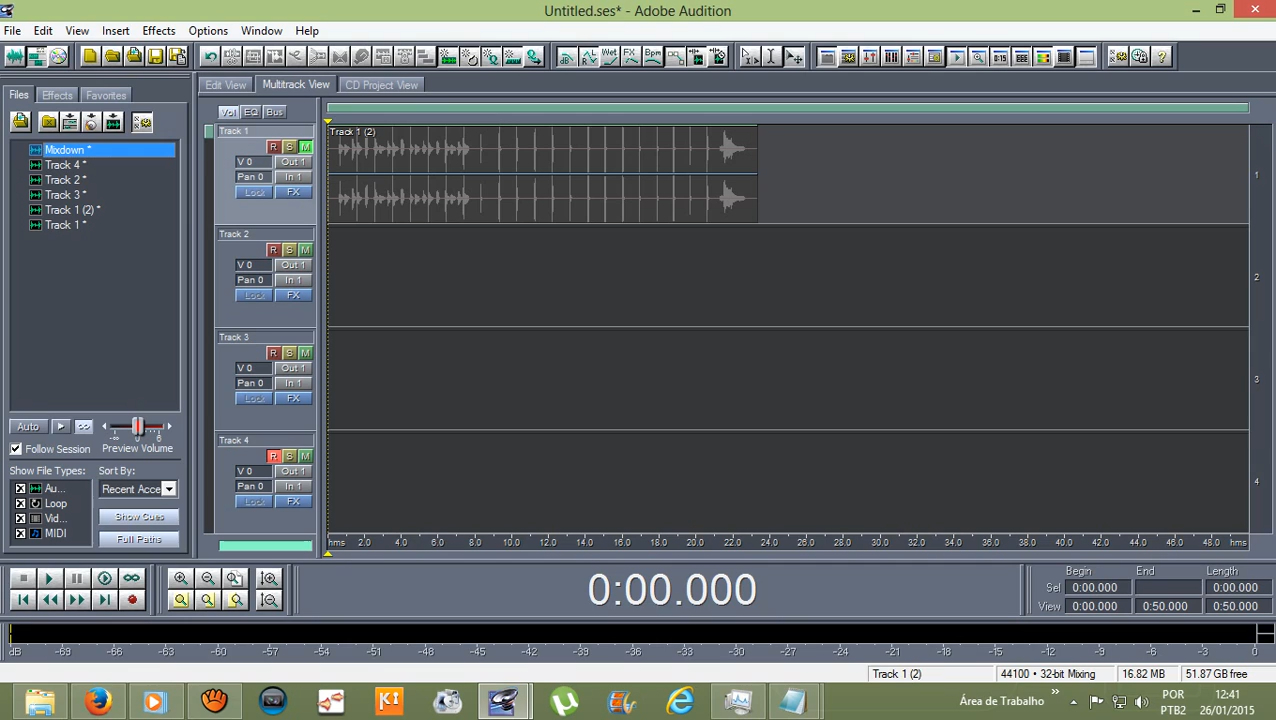 Untitled.ses* - Adobe Audition
File Edit View Insert Effects Options Window Help
Edit View Multitrack View CD Project View
Files Effects Favorites
Vol EQ Bus
Mixdown *
Track 4 *
Track 2 *
Track 3 *
Track 1 (2) *
Track 1 *
Auto
Follow Session
-∞ 0 6
Preview Volume
Show File Types: Sort By:
Au... Recent Acce
Loop
Vid... Show Cues
MIDI Full Paths
Track 1
R S M
V 0 Out 1
Pan 0 In 1
Lock FX
Track 1 (2)
1
Track 2
R S M
V 0 Out 1
Pan 0 In 1
Lock FX
2
Track 3
R S M
V 0 Out 1
Pan 0 In 1
Lock FX
3
Track 4
R S M
V 0 Out 1
Pan 0 In 1
Lock FX
4
hms 2.0 4.0 6.0 8.0 10.0 12.0 14.0 16.0 18.0 20.0 22.0 24.0 26.0 28.0 30.0 32.0 34.0 36.0 38.0 40.0 42.0 44.0 46.0 48.0 hms
0:00.000
Begin End Length
Sel 0:00.000 0:00.000
View 0:00.000 0:50.000 0:50.000
dB -69 -66 -63 -60 -57 -54 -51 -48 -45 -42 -39 -36 -33 -30 -27 -24 -21 -18 -15 -12 -9 -6 -3 0
Track 1 (2) 44100 • 32-bit Mixing 16.82 MB 51.87 GB free
Área de Trabalho
POR 12:41
PTB2 26/01/2015